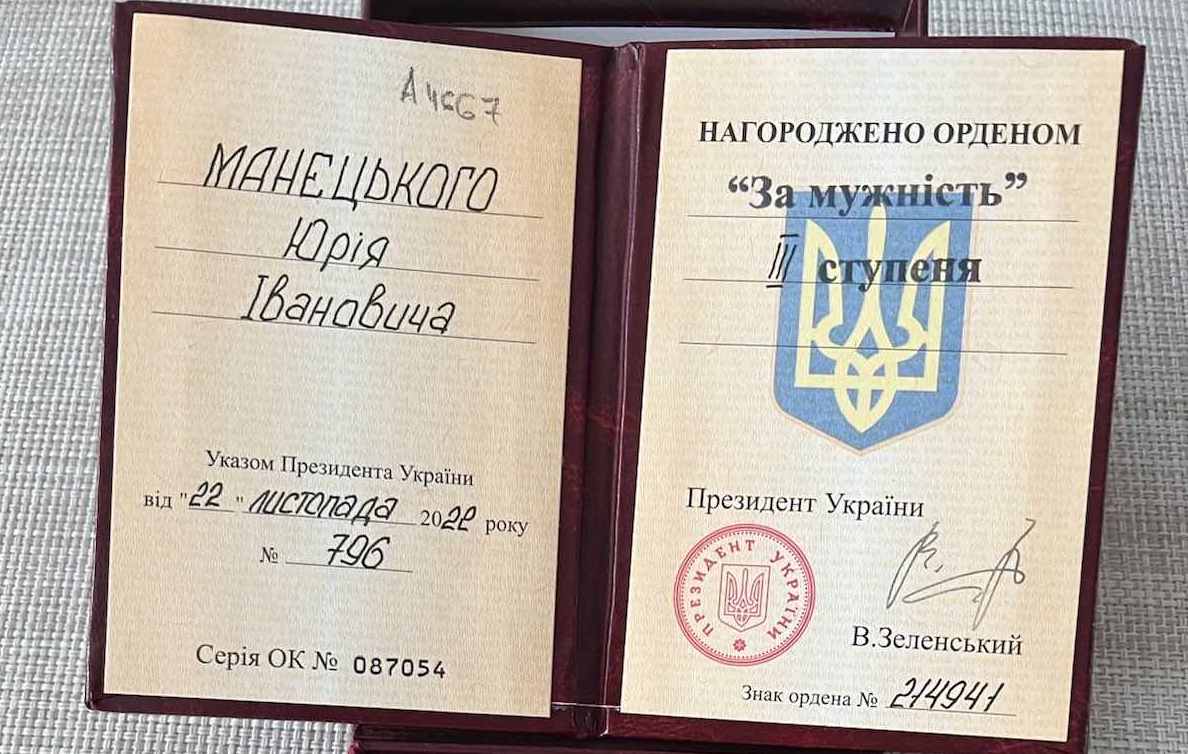 А4667
МАНЕЦЬКОГО
Юрія
Івановича
Указом Президента України
від "22" листопада 2022 року
№ 796
Серія ОК № 087054
НАГОРОДЖЕНО ОРДЕНОМ
“За мужність”
III ступеня
Президент України
ПРЕЗИДЕНТ УКРАЇНИ
В.Зеленський
Знак ордена № 214941